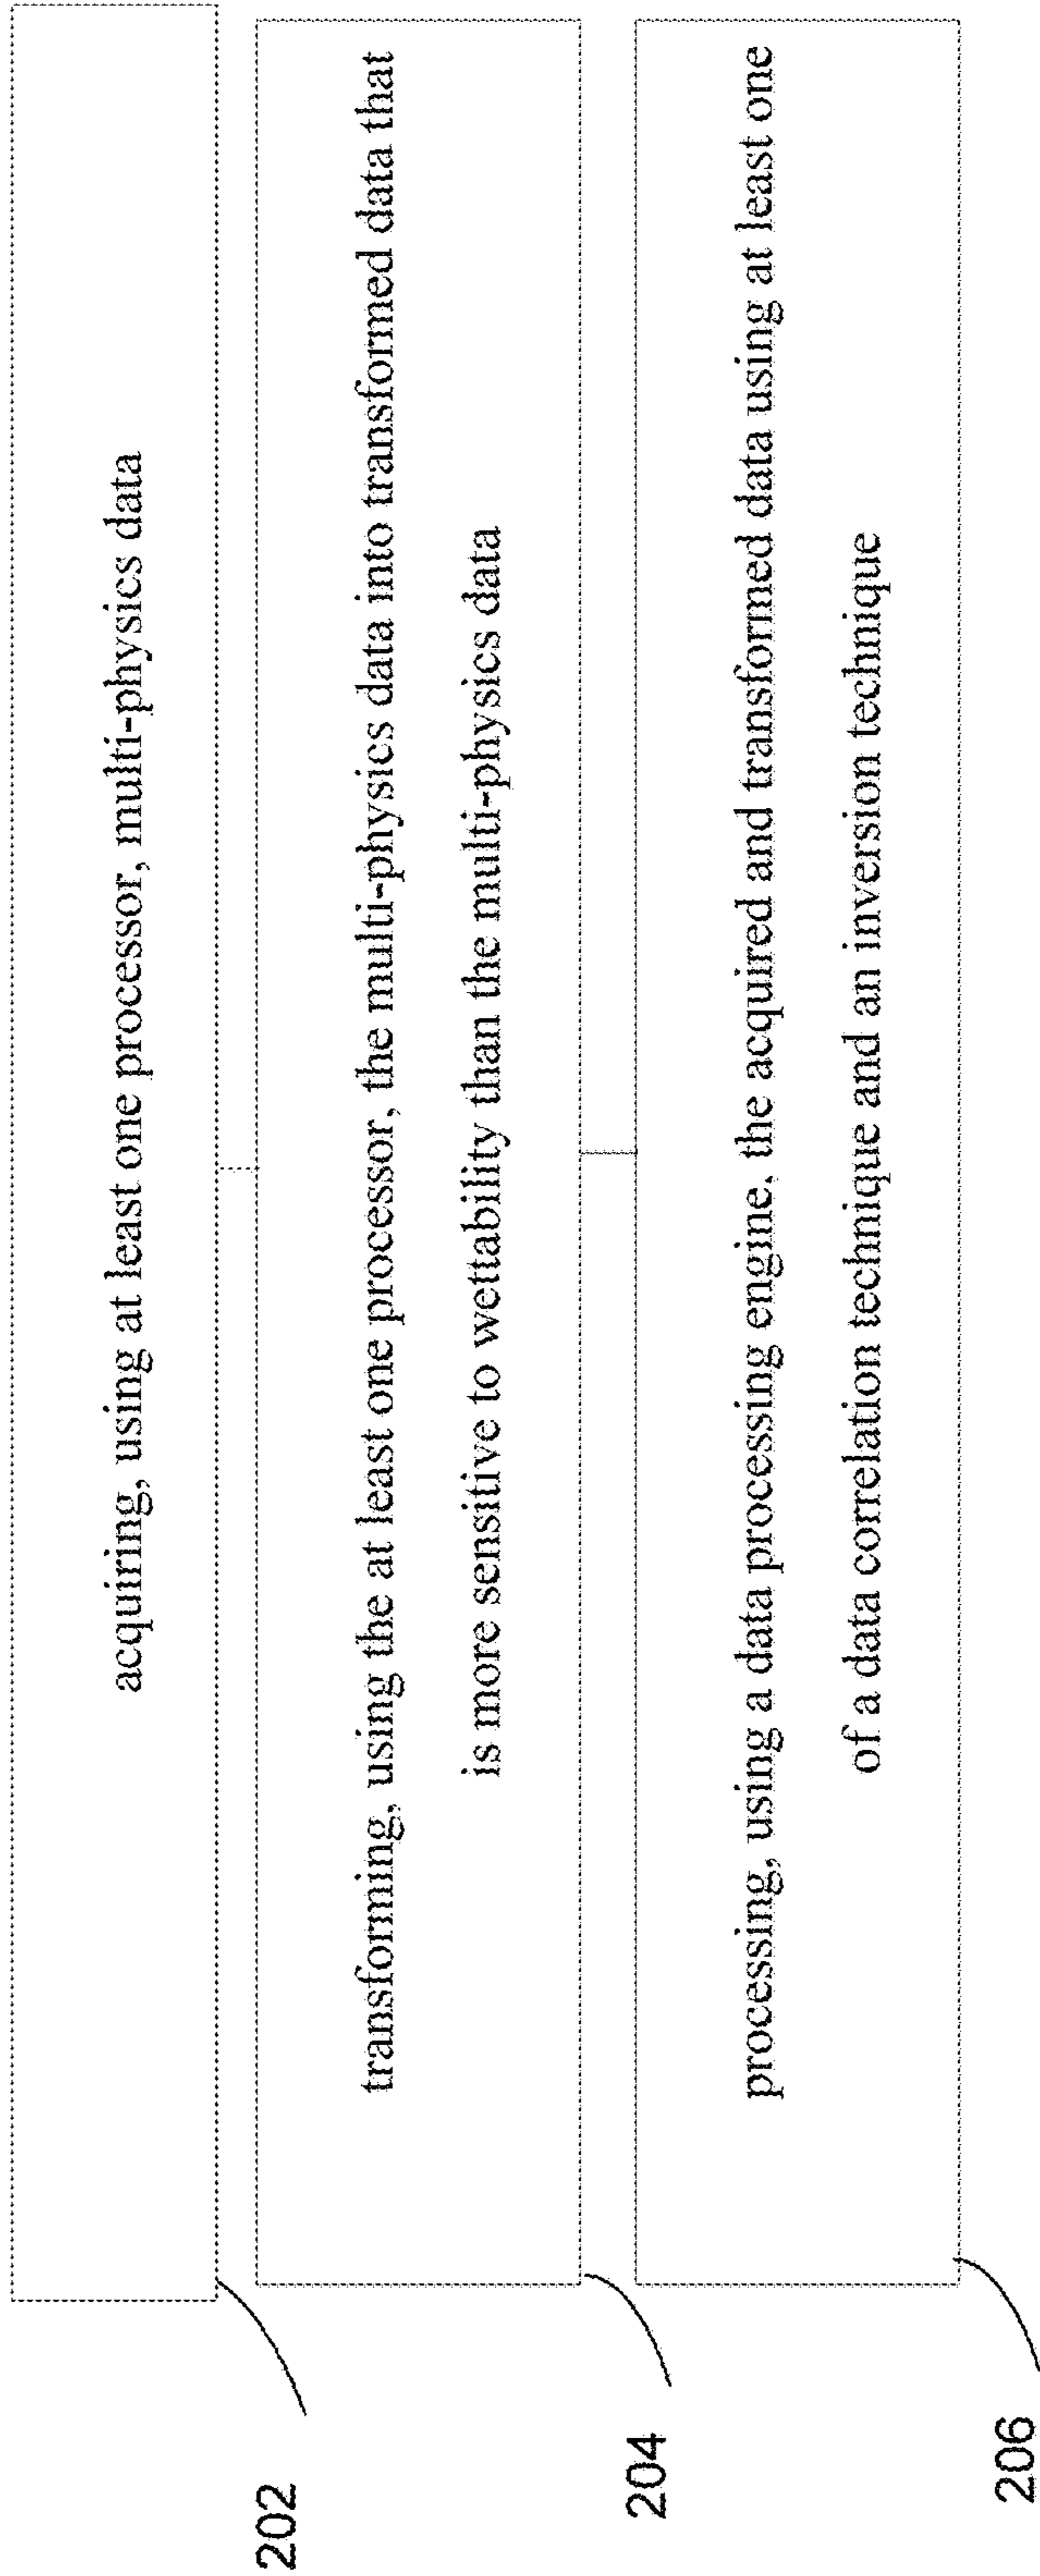 acquiring, using at least one processor, multi-physics data
202
transforming, using the at least one processor, the multi-physics data into transformed data that
is more sensitive to wettability than the multi-physics data
204
processing, using a data processing engine, the acquired and transformed data using at least one
of a data correlation technique and an inversion technique
206